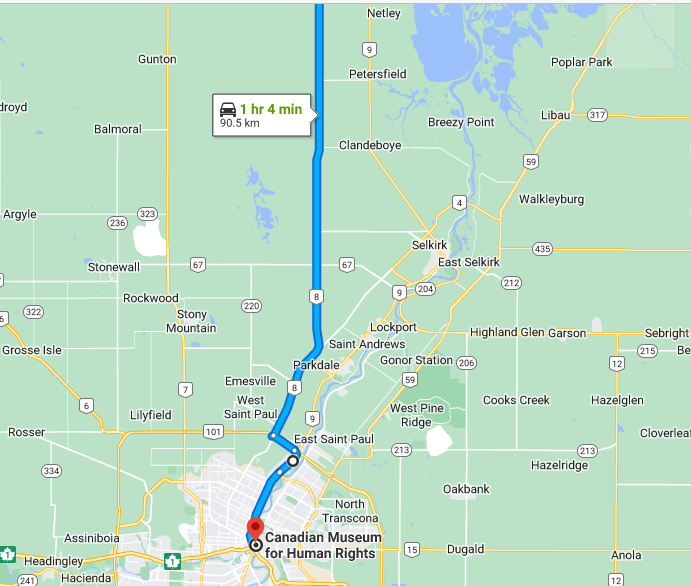 Netley
Gunton
9
Poplar Park
Petersfield
1 hr 4 min
90.5 km
Libau
317
Balmoral
Breezy Point
Clandeboye
59
Walkleyburg
4
Argyle
236
323
Selkirk
435
67
67
East Selkirk
Stonewall
212
204
9
8
Rockwood
220
322
Stony
Mountain
Lockport
Highland Glen
Garson
Sebright
Saint Andrews
215
Grosse Isle
Gonor Station
206
12
Parkdale
59
Emesville
8
7
West
Saint Paul
Cooks Creek
Hazelglen
6
West Pine
Ridge
Lilyfield
9
101
Rosser
East Saint Paul
213
213
Hazelridge
334
Oakbank
North
Transcona
Canadian Museum
for Human Rights
Assiniboia
15
Dugald
Anola
1
1
Headingley
Hacienda
241
12